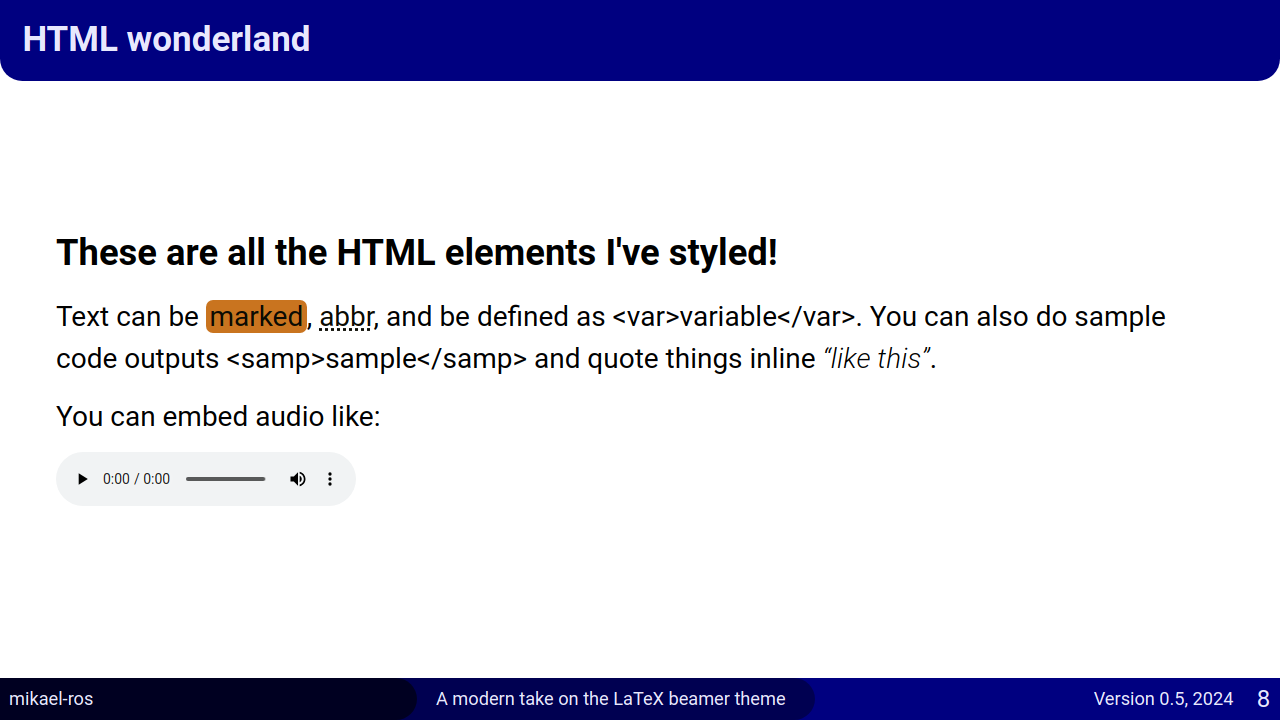 HTML wonderland
These are all the HTML elements I've styled!
Text can be marked, abbr, and be defined as <var>variable</var>. You can also do sample
code outputs <samp>sample</samp> and quote things inline “like this”.
You can embed audio like:
0:00 / 0:00
mikael-ros
A modern take on the LaTeX beamer theme
Version 0.5, 2024
8